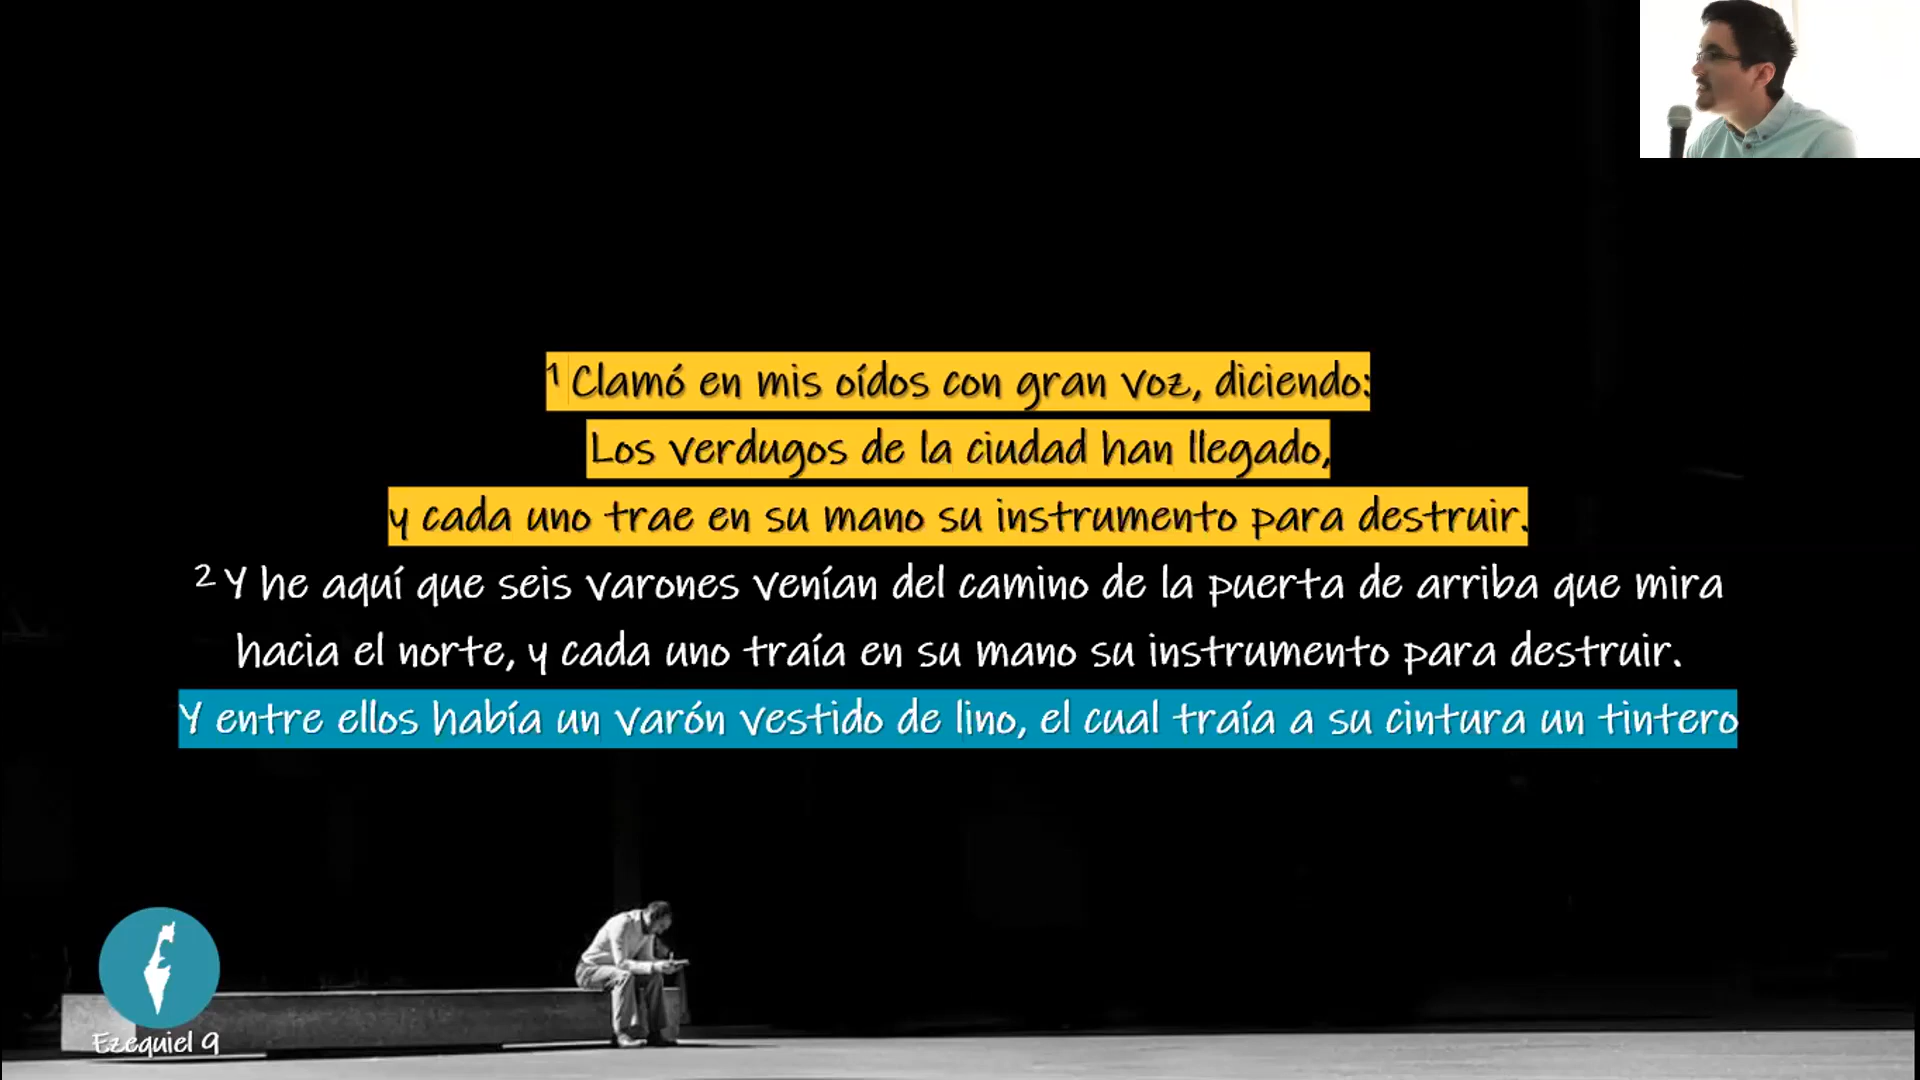 ¹ Clamó en mis oídos con gran voz, diciendo:
Los verdugos de la ciudad han llegado,
y cada uno trae en su mano su instrumento para destruir.
² Y he aquí que seis varones venían del camino de la puerta de arriba que mira
hacia el norte, y cada uno traía en su mano su instrumento para destruir.
Y entre ellos había un varón vestido de lino, el cual traía a su cintura un tintero
Ezequiel 9